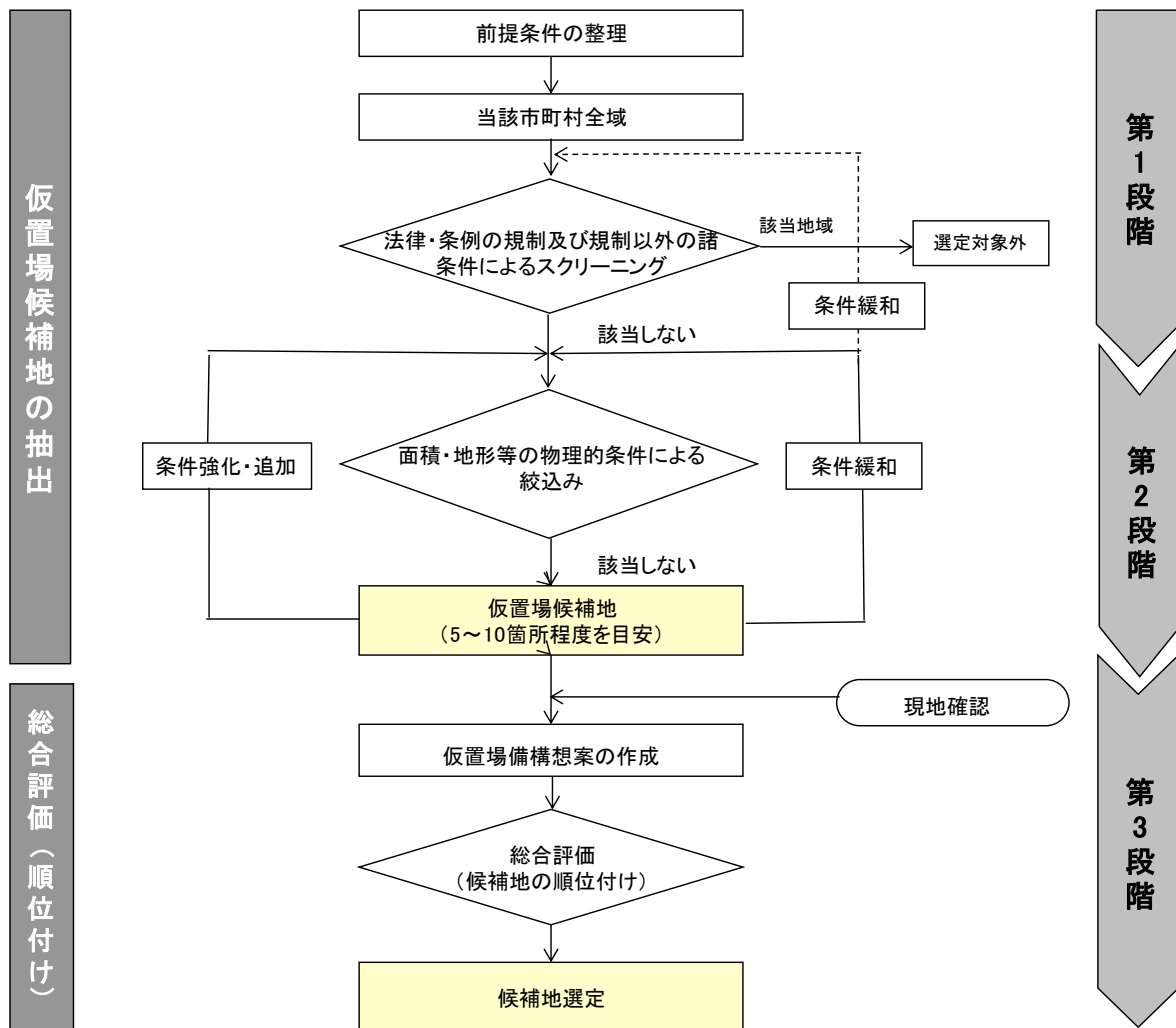 仮置場候補地の抽出
総合評価（順位付け）
前提条件の整理
当該市町村全域
法律・条例の規制及び規制以外の諸
条件によるスクリーニング
該当地域
選定対象外
条件緩和
該当しない
条件強化・追加
面積・地形等の物理的条件による
絞込み
条件緩和
該当しない
仮置場候補地
（5～10箇所程度を目安）
現地確認
仮置場備構想案の作成
総合評価
（候補地の順位付け）
候補地選定
第1段階
第2段階
第3段階